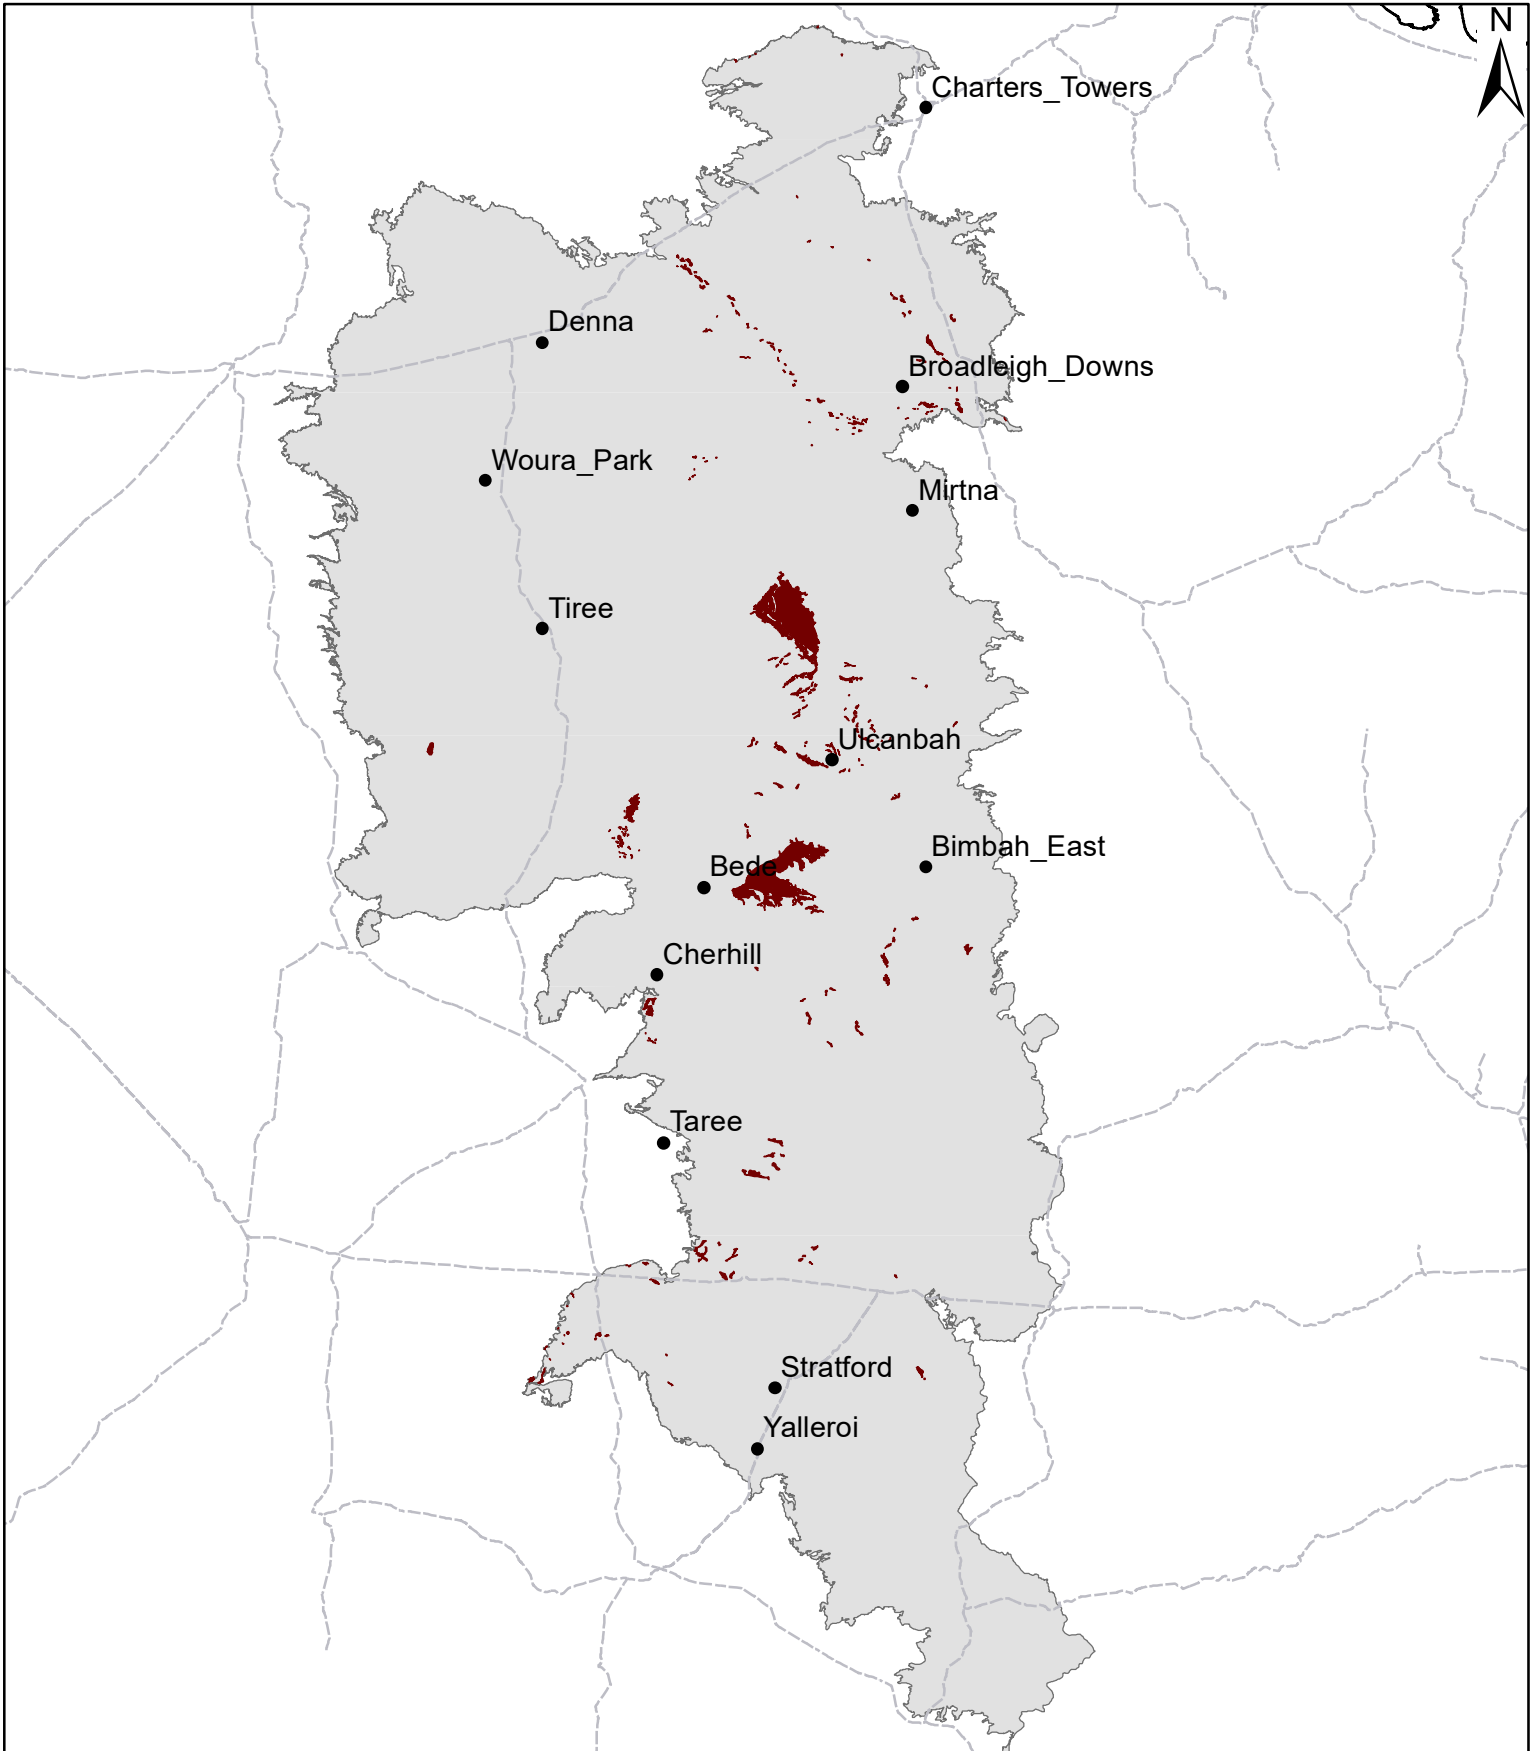 N
Charters_Towers
Denna
Broadleigh_Downs
Woura_Park
Mirtna
Tiree
Ulcanbah
Bimbah_East
Bede
Cherhill
Taree
Stratford
Yalleroi